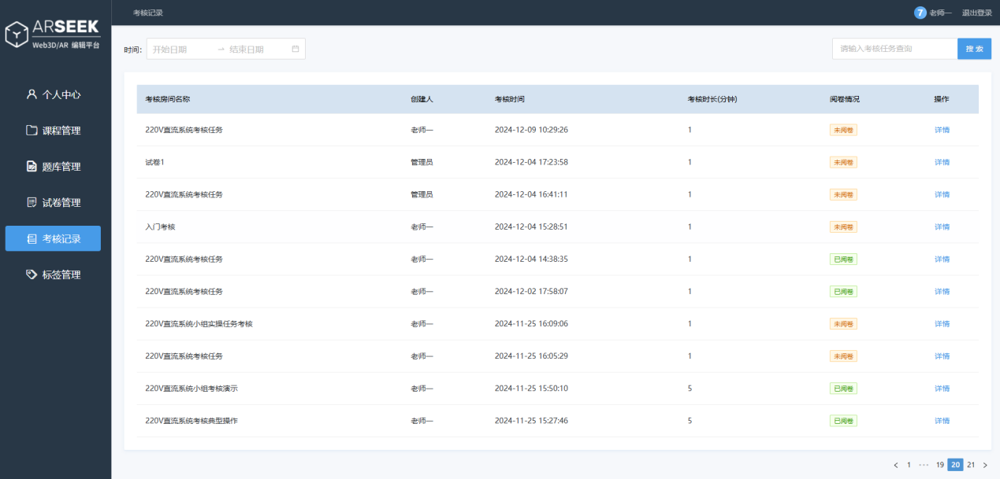 ARSEEK
Web3D/AR 编辑平台
个人中心
课程管理
题库管理
试卷管理
考核记录
标签管理
考核记录
7 老师一 退出登录
时间: 开始日期 → 结束日期
请输入考核任务查询 搜 索
考核房间名称 创建人 考核时间 考核时长(分钟) 阅卷情况 操作
220V直流系统考核任务 老师一 2024-12-09 10:29:26 1 未阅卷 详情
试卷1 管理员 2024-12-04 17:23:58 1 未阅卷 详情
220V直流系统考核任务 管理员 2024-12-04 16:41:11 1 未阅卷 详情
入门考核 老师一 2024-12-04 15:28:51 1 未阅卷 详情
220V直流系统考核任务 老师一 2024-12-04 14:38:35 1 已阅卷 详情
220V直流系统考核任务 老师一 2024-12-02 17:58:07 1 已阅卷 详情
220V直流系统小组实操任务考核 老师一 2024-11-25 16:09:06 1 未阅卷 详情
220V直流系统考核任务 老师一 2024-11-25 16:05:29 1 未阅卷 详情
220V直流系统小组考核演示 老师一 2024-11-25 15:50:10 5 已阅卷 详情
220V直流系统考核典型操作 老师一 2024-11-25 15:27:46 5 已阅卷 详情
< 1 ··· 19 20 21 >